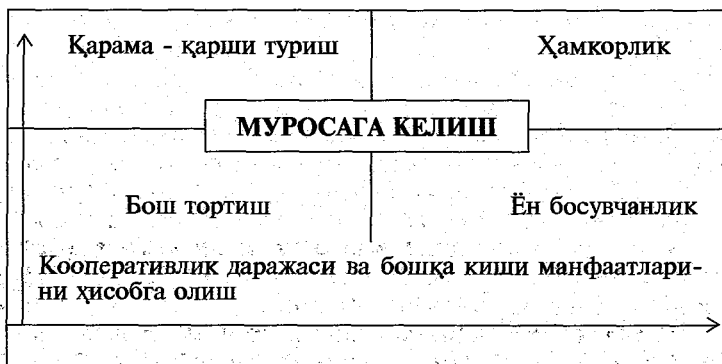 Қарама - қарши туриш
Ҳамкорлик
МУРОСАГА КЕЛИШ
Бош тортиш
Ён босувчанлик
Кооперативлик даражаси ва бошқа киши манфаатлари-
ни ҳисобга олиш